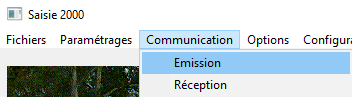 Saisie 2000
Fichiers Paramétrages Communication Options Configura
Emission
Réception